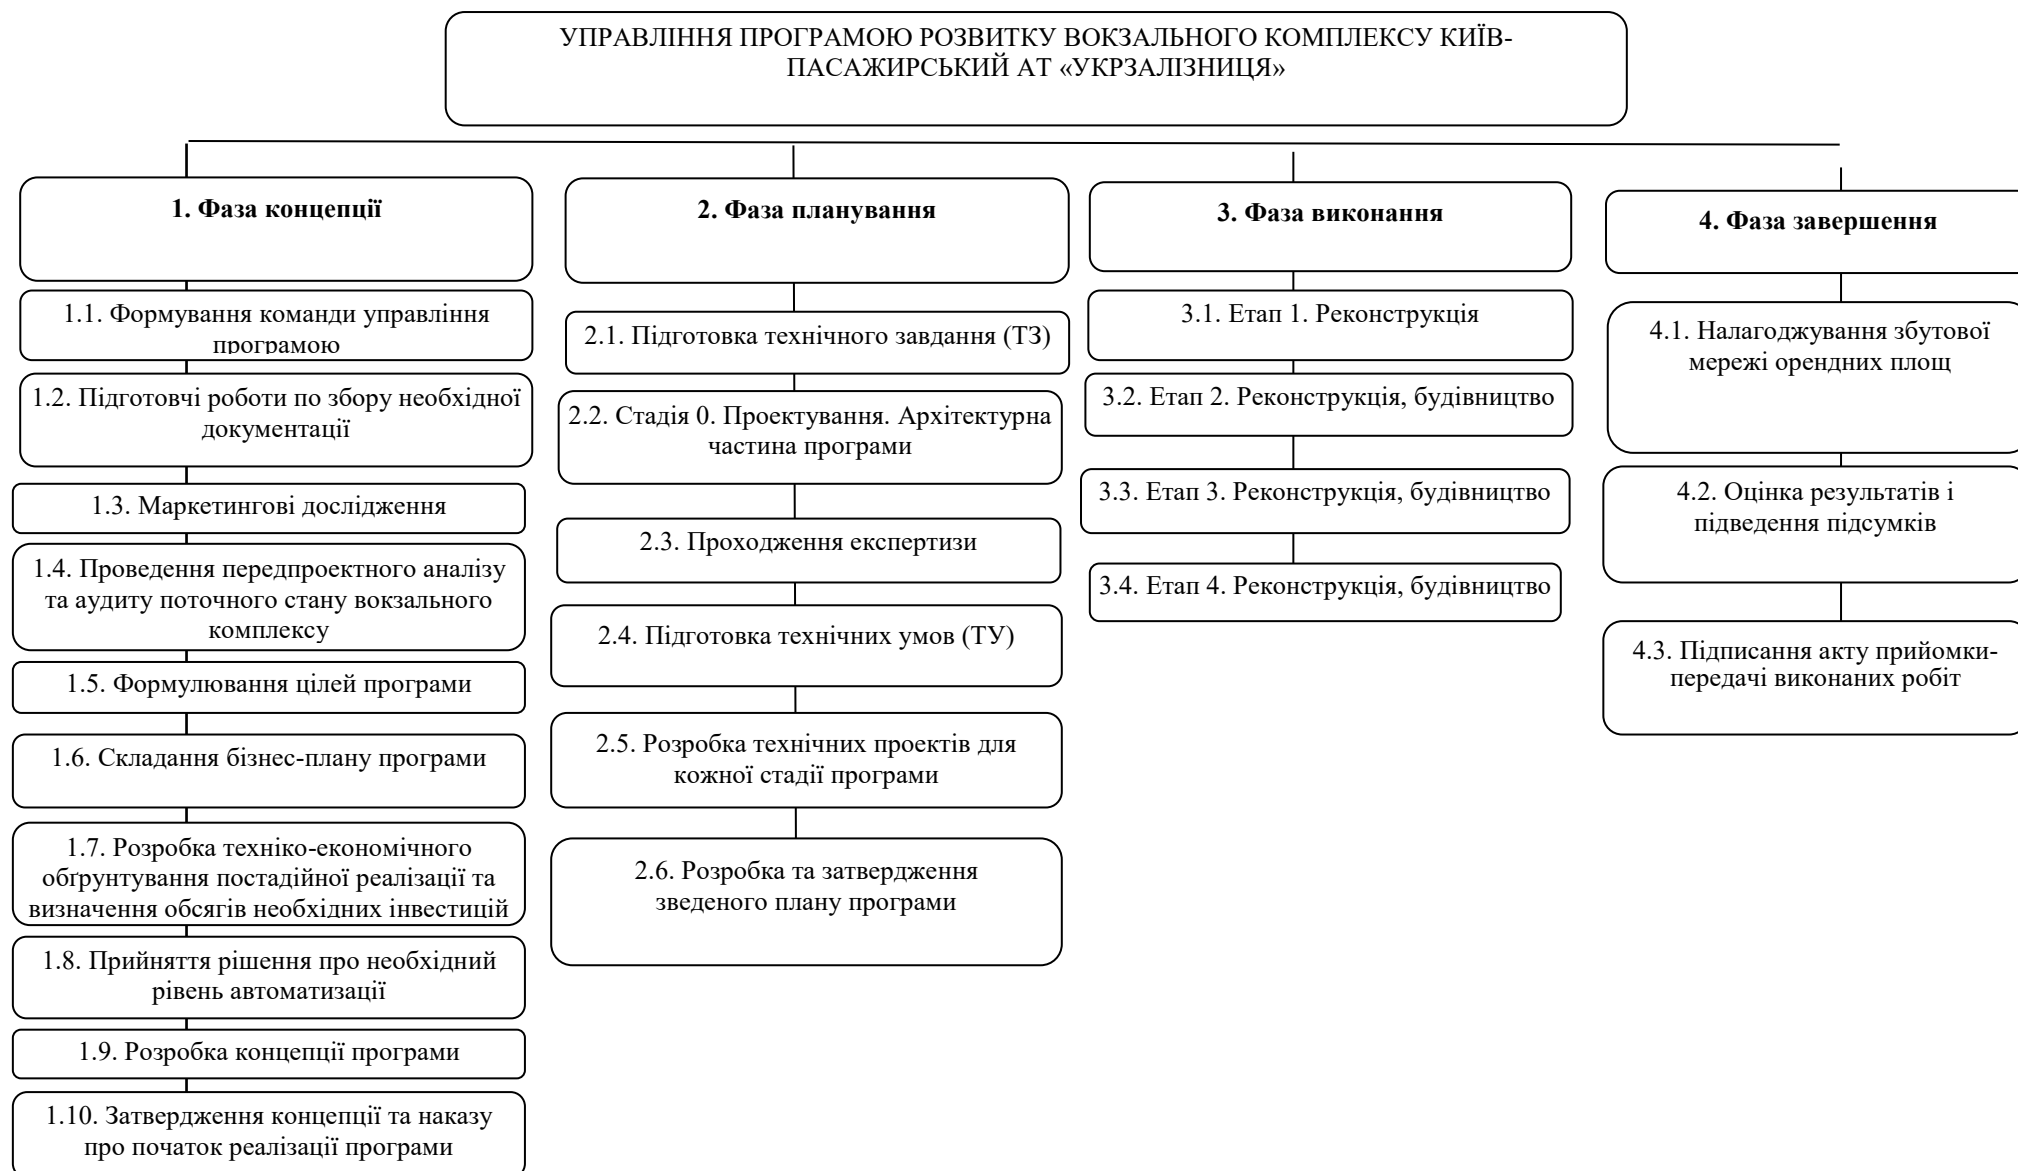 УПРАВЛІННЯ ПРОГРАМОЮ РОЗВИТКУ ВОКЗАЛЬНОГО КОМПЛЕКСУ КИЇВ-
ПАСАЖИРСЬКИЙ АТ «УКРЗАЛІЗНИЦЯ»
1. Фаза концепції
1.1. Формування команди управління
програмою
1.2. Підготовчі роботи по збору необхідної
документації
1.3. Маркетингові дослідження
1.4. Проведення передпроектного аналізу
та аудиту поточного стану вокзального
комплексу
1.5. Формулювання цілей програми
1.6. Складання бізнес-плану програми
1.7. Розробка техніко-економічного
обґрунтування постадійної реалізації та
визначення обсягів необхідних інвестицій
1.8. Прийняття рішення про необхідний
рівень автоматизації
1.9. Розробка концепції програми
1.10. Затвердження концепції та наказу
про початок реалізації програми
2. Фаза планування
2.1. Підготовка технічного завдання (ТЗ)
2.2. Стадія 0. Проектування. Архітектурна
частина програми
2.3. Проходження експертизи
2.4. Підготовка технічних умов (ТУ)
2.5. Розробка технічних проектів для
кожної стадії програми
2.6. Розробка та затвердження
зведеного плану програми
3. Фаза виконання
3.1. Етап 1. Реконструкція
3.2. Етап 2. Реконструкція, будівництво
3.3. Етап 3. Реконструкція, будівництво
3.4. Етап 4. Реконструкція, будівництво
4. Фаза завершення
4.1. Налагоджування збутової
мережі орендних площ
4.2. Оцінка результатів і
підведення підсумків
4.3. Підписання акту прийомки-
передачі виконаних робіт